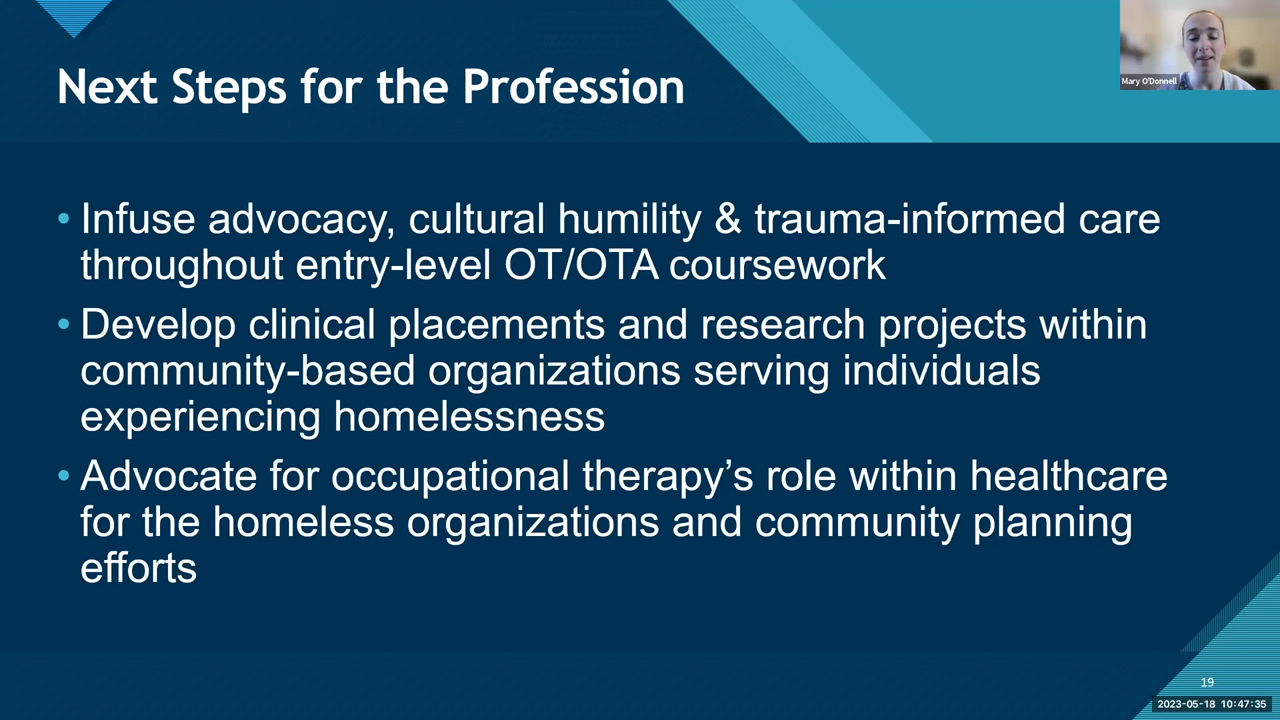 Next Steps for the Profession
Mary O'Donnell
• Infuse advocacy, cultural humility & trauma-informed care
throughout entry-level OT/OTA coursework
• Develop clinical placements and research projects within
community-based organizations serving individuals
experiencing homelessness
• Advocate for occupational therapy’s role within healthcare
for the homeless organizations and community planning
efforts
19
2023-05-18 10:47:35